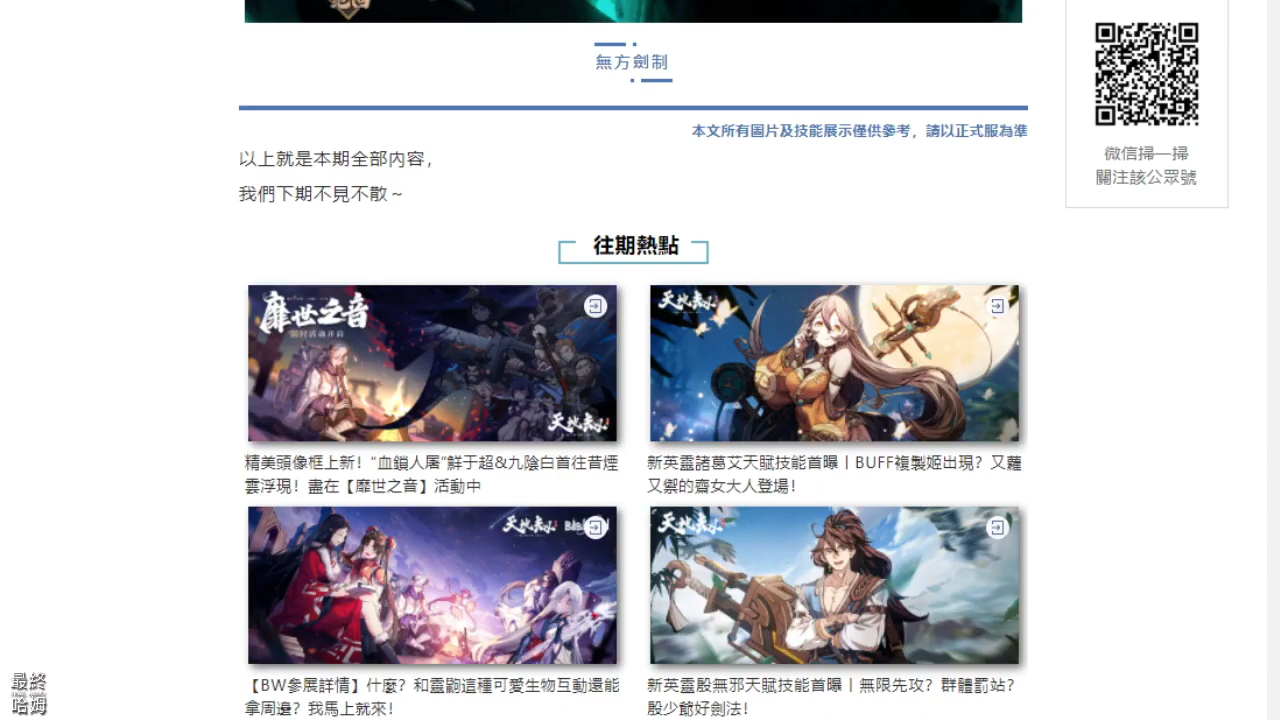 無方劍制
本文所有圖片及技能展示僅供參考，請以正式服為準
以上就是本期全部内容，
我們下期不見不散～
微信掃一掃
關注該公眾號
往期熱點
靡世之音
限时活动开启
天地劫
天地劫
精美頭像框上新！“血鎖人屠”鮮于超&九陰白首往昔煙
雲浮現！盡在【靡世之音】活動中
新英靈諸葛艾天賦技能首曝丨BUFF複製姬出現？又蘿
又禦的齋女大人登場！
天地劫
天地劫
【BW參展詳情】什麼？和靈嗣這種可愛生物互動還能
拿周邊？我馬上就來！
新英靈殷無邪天賦技能首曝丨無限先攻？群體罰站？
殷少爺好劍法！
最終
哈姆